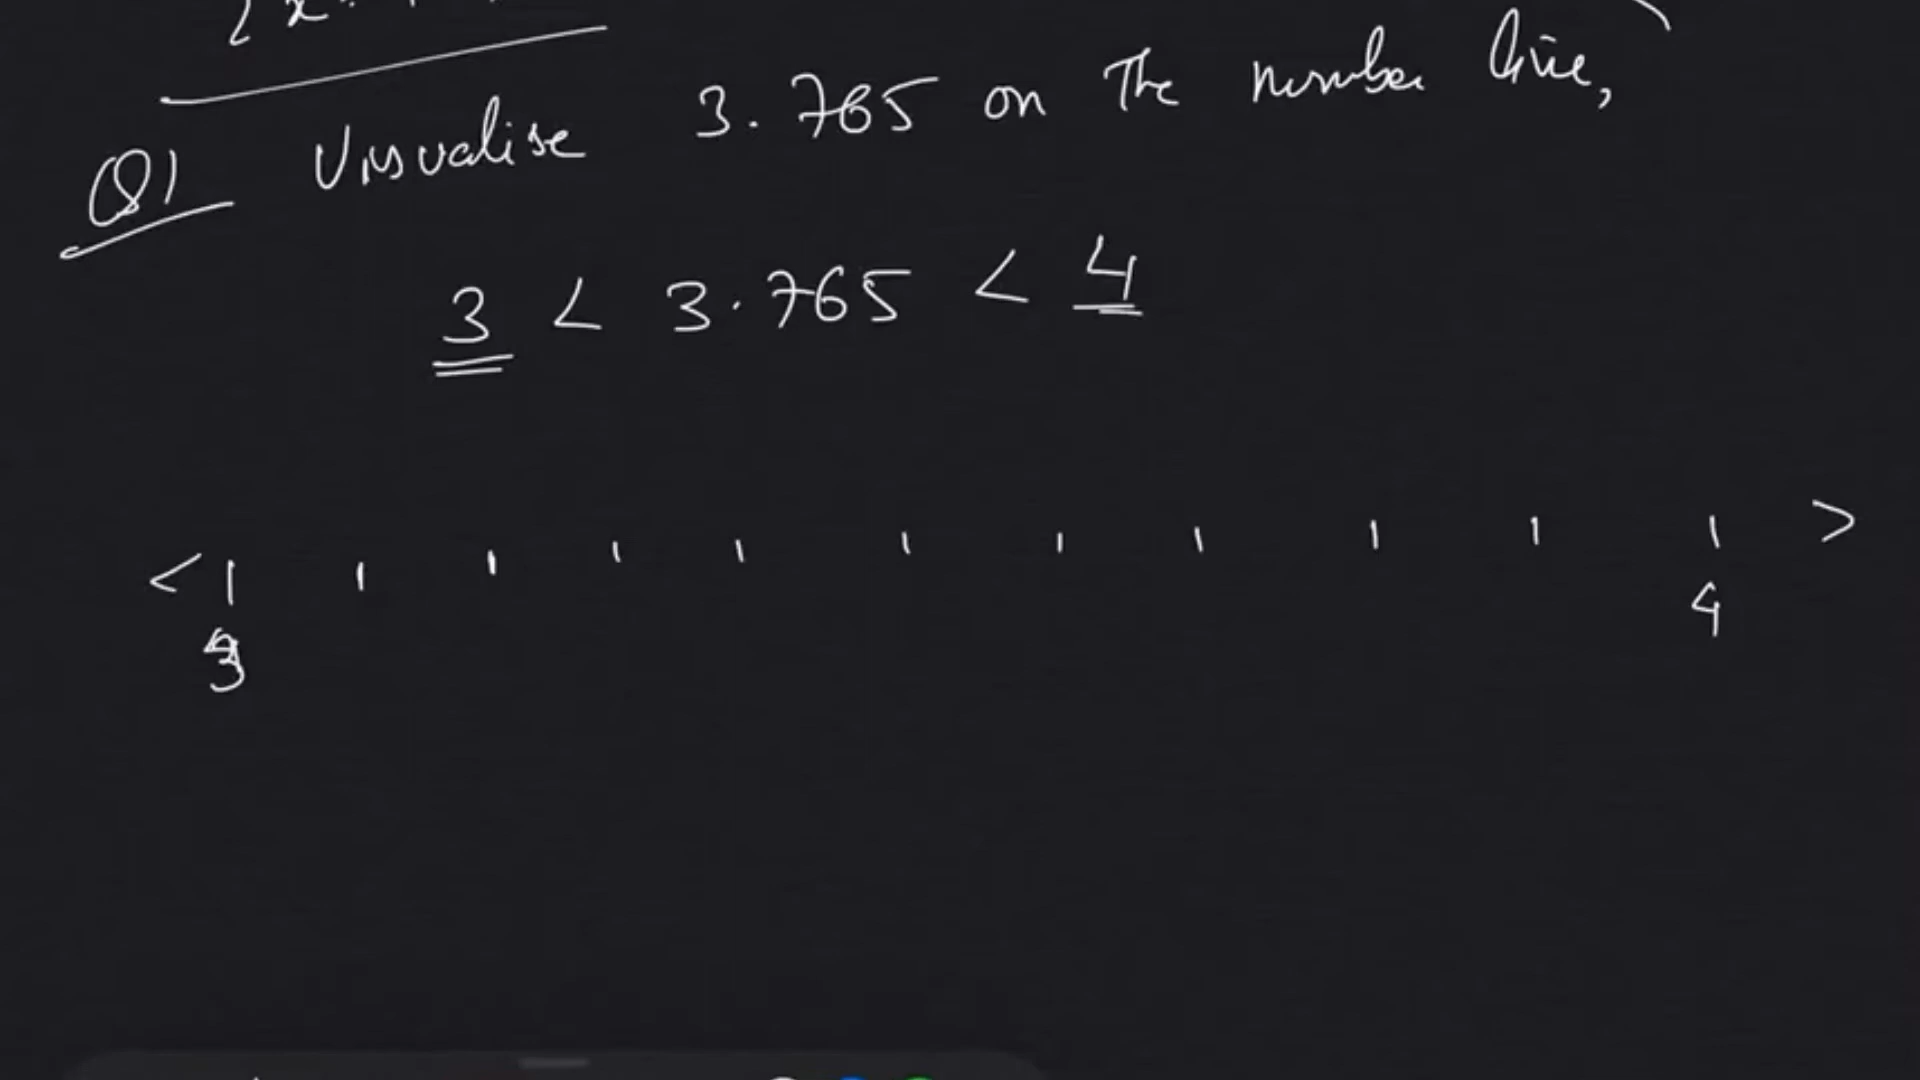 Q1 Visualise 3.765 on the number line,
3 < 3.765 < 4
3 4